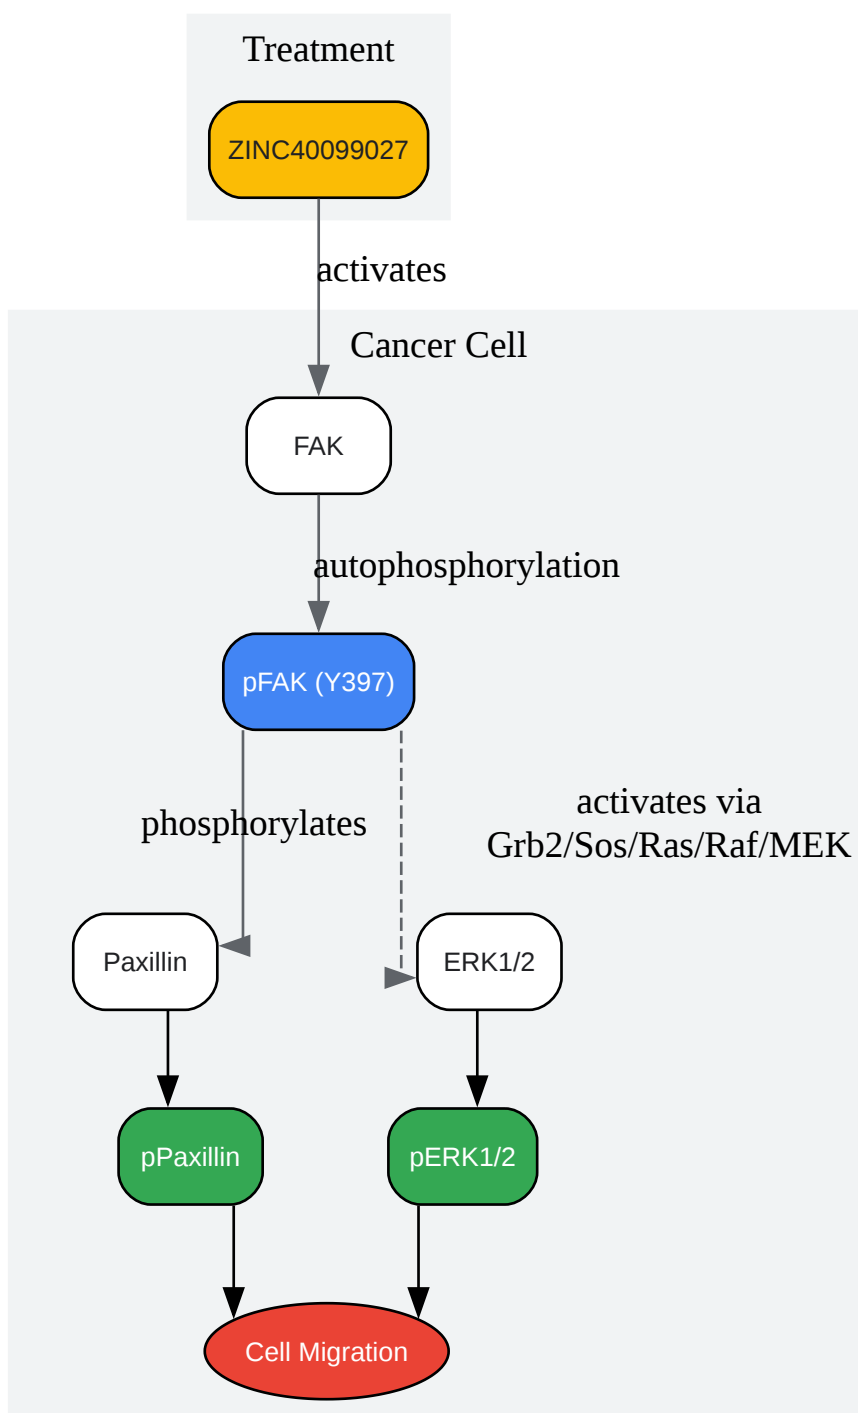 Treatment
ZINC40099027
activates
Cancer Cell
FAK
autophosphorylation
pFAK (Y397)
phosphorylates
activates via
Grb2/Sos/Ras/Raf/MEK
Paxillin
ERK1/2
pPaxillin
pERK1/2
Cell Migration